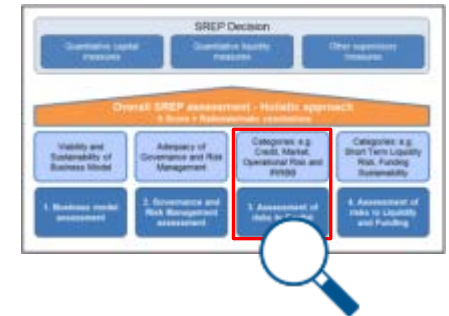 SREP Decision
Quantitative capital
measures
Quantitative liquidity
measures
Other supervisory
measures
Overall SREP assessment - Holistic approach
Viability and
Sustainability of
Business Model
Adequacy of
Governance and Risk
Management
Categories: e.g.
Credit, Market,
Operational Risk and
IRRBB
Categories: e.g.
Short Term Liquidity
Risk, Funding
Sustainability
1. Business model
assessment
2. Governance and
Risk Management
assessment
3. Assessment of
risks to Capital
4. Assessment of
risks to Liquidity
and Funding